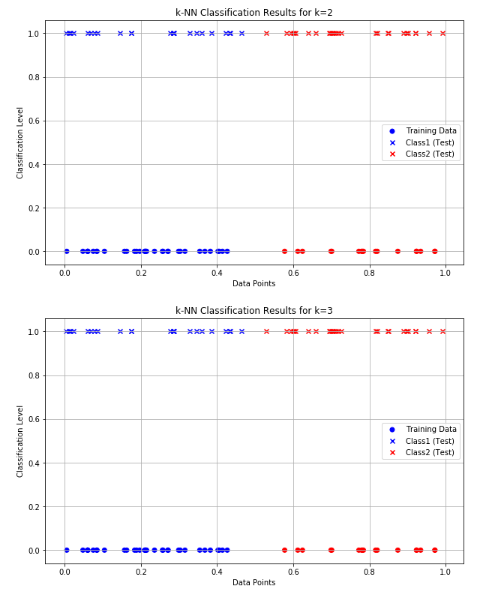 k-NN Classification Results for k=2
1.0
0.8
0.6
0.4
0.2
0.0
Classification Level
Training Data
Class1 (Test)
Class2 (Test)
0.0 0.2 0.4 0.6 0.8 1.0
Data Points
k-NN Classification Results for k=3
1.0
0.8
0.6
0.4
0.2
0.0
Classification Level
Training Data
Class1 (Test)
Class2 (Test)
0.0 0.2 0.4 0.6 0.8 1.0
Data Points